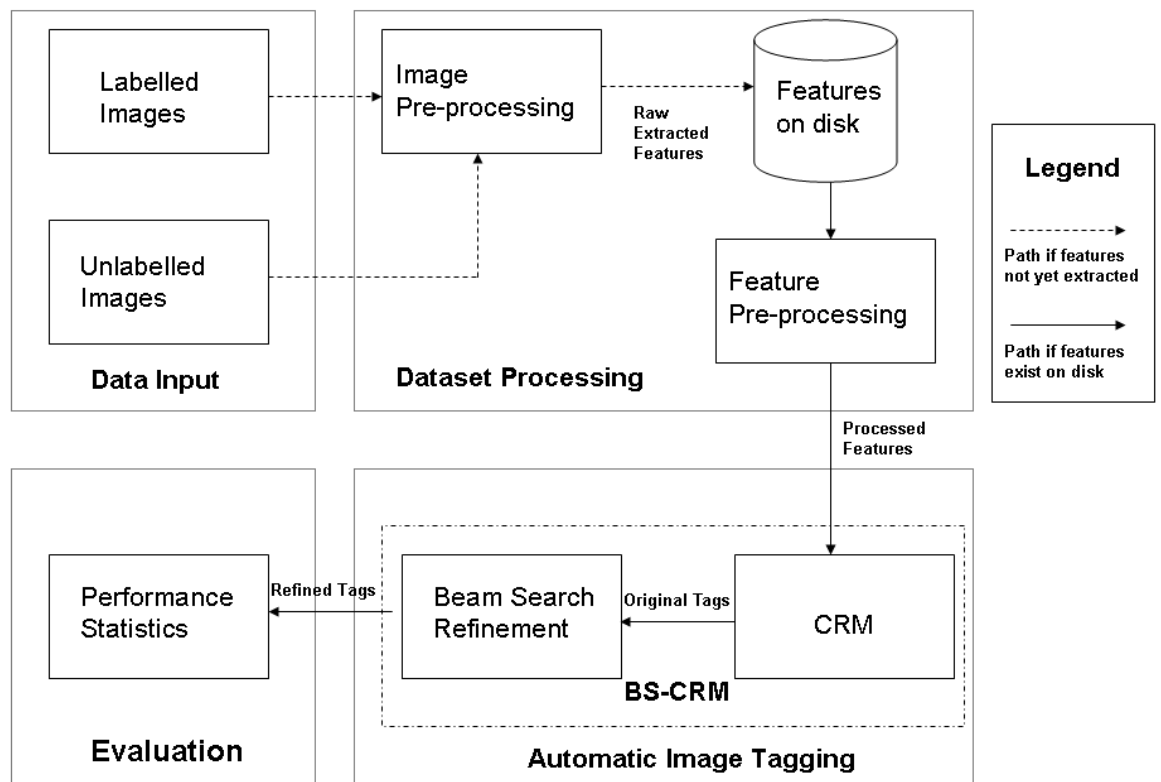 Labelled
Images
Unlabelled
Images
Data Input
Image
Pre-processing
Raw
Extracted
Features
Features
on disk
Feature
Pre-processing
Dataset Processing
Legend
Path if features
not yet extracted
Path if features
exist on disk
Processed
Features
Performance
Statistics
Refined Tags
Beam Search
Refinement
Original Tags
CRM
BS-CRM
Evaluation
Automatic Image Tagging